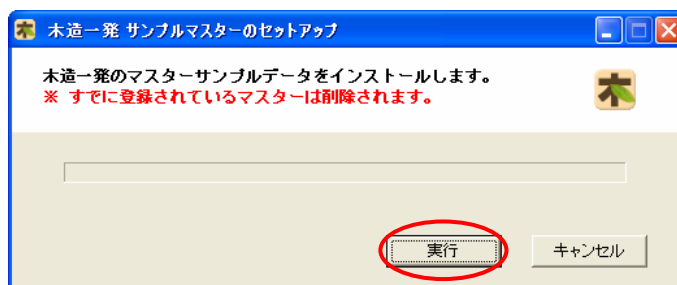 木造一発 サンプルマスターのセットアップ
木造一発のマスターサンプルデータをインストールします。
※ すでに登録されているマスターは削除されます。
実行
キャンセル